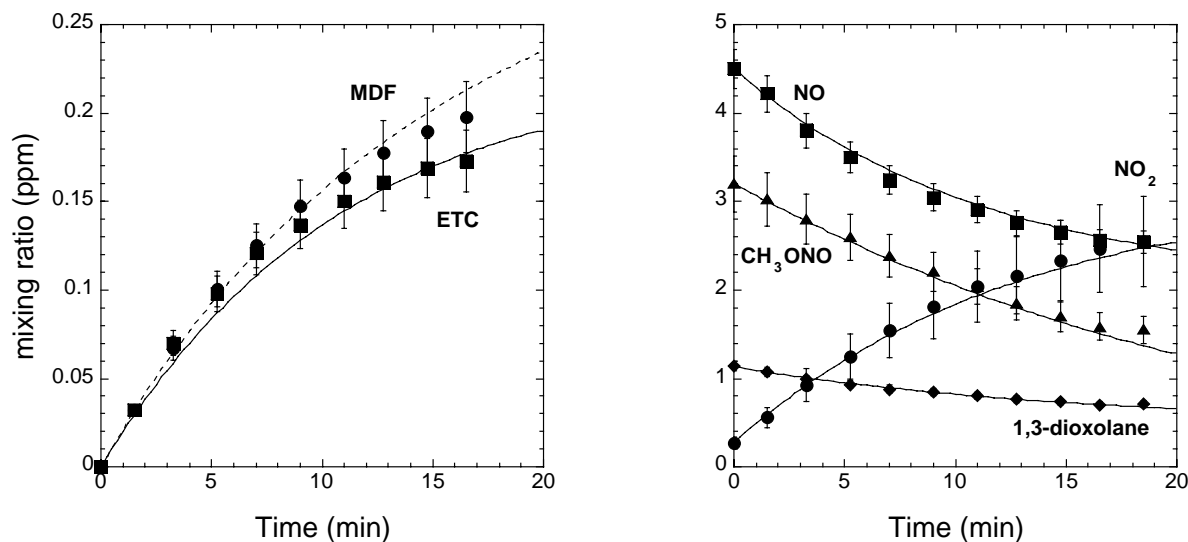 0.25
0.2
0.15
0.1
0.05
0
mixing ratio (ppm)
MDF
ETC
0 5 10 15 20
Time (min)
5
4
3
2
1
0
NO
NO₂
CH₃ONO
1,3-dioxolane
0 5 10 15 20
Time (min)